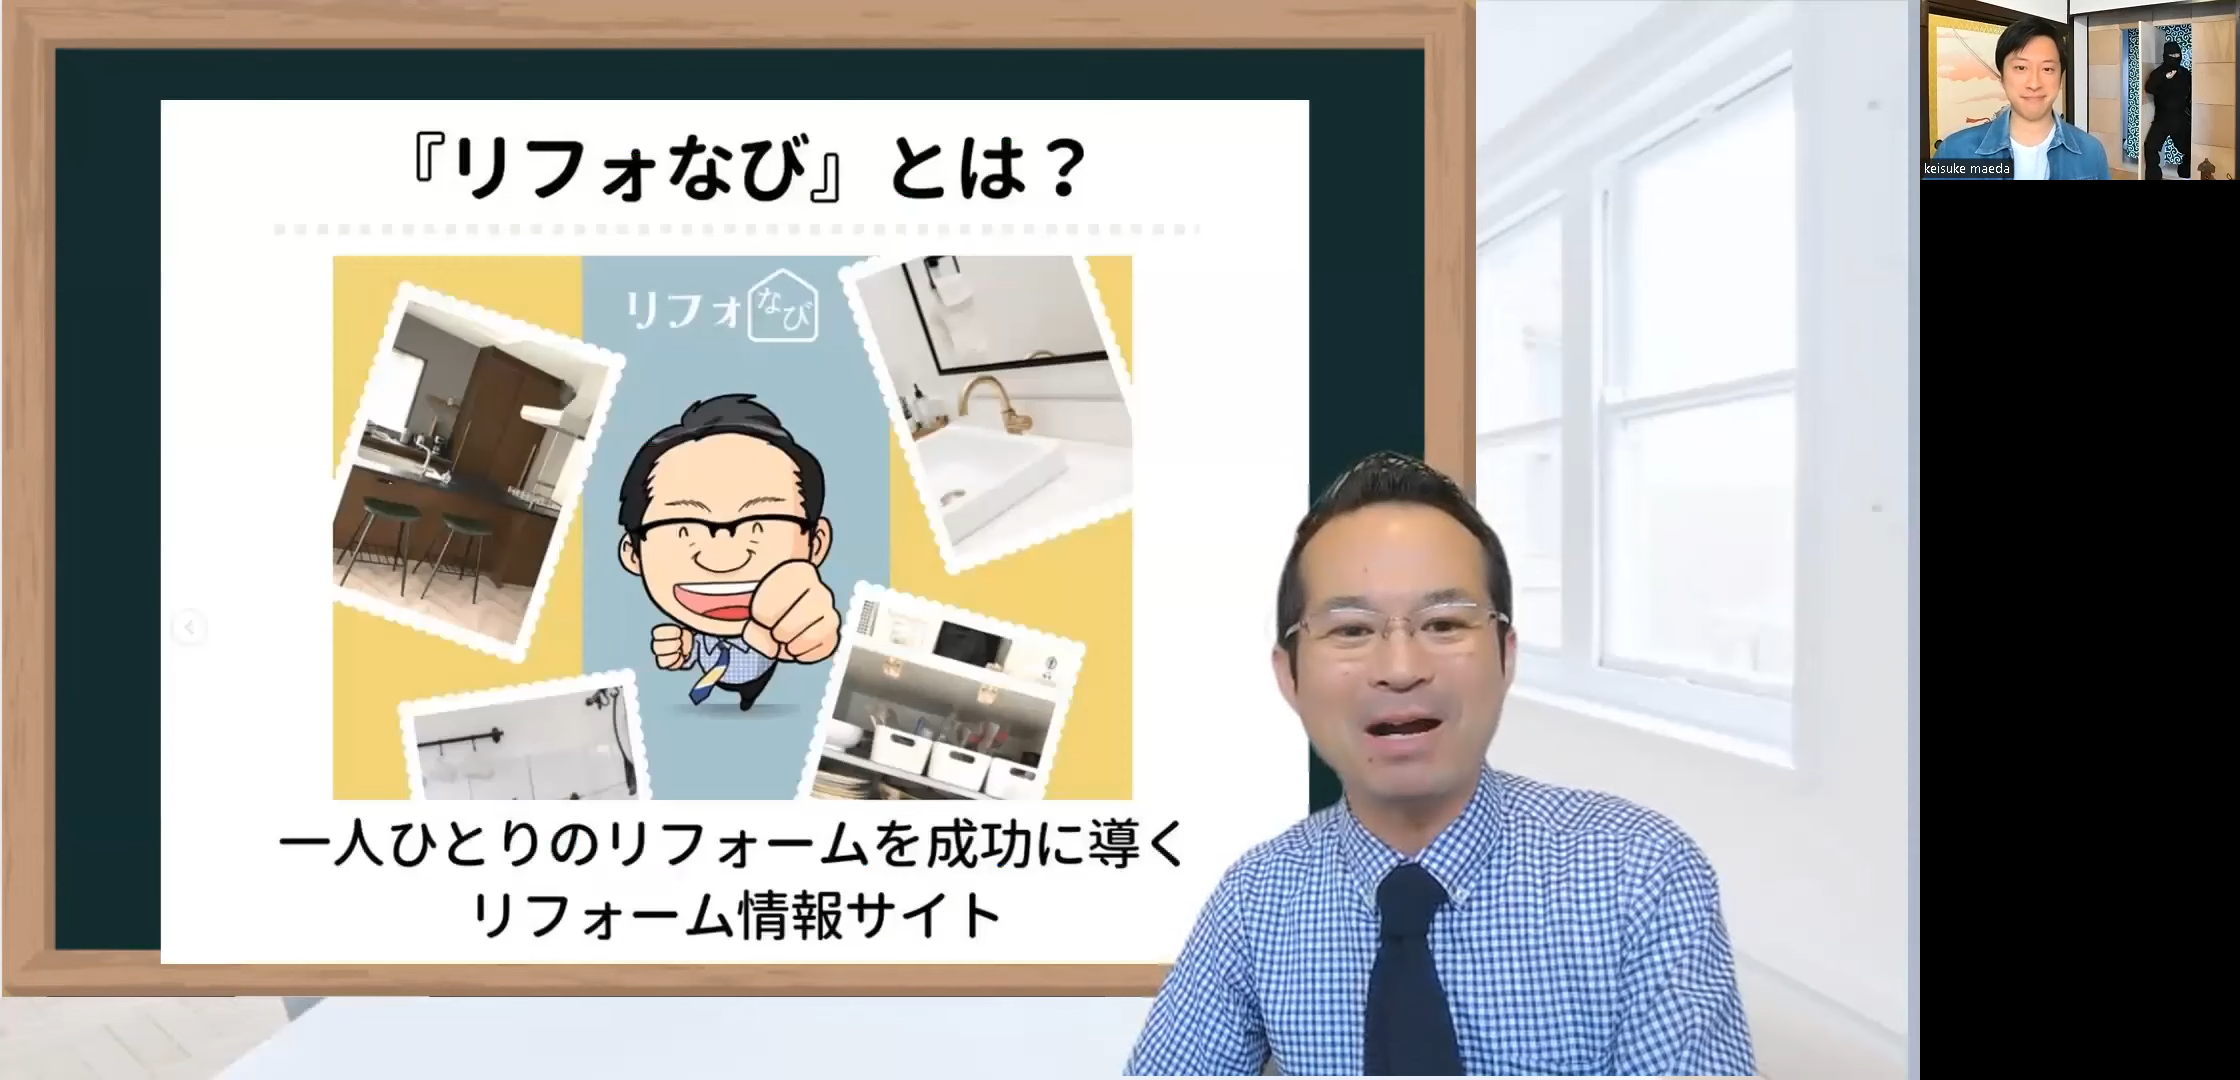 『リフォなび』とは？
リフォなび
一人ひとりのリフォームを成功に導く
リフォーム情報サイト
keisuke maeda